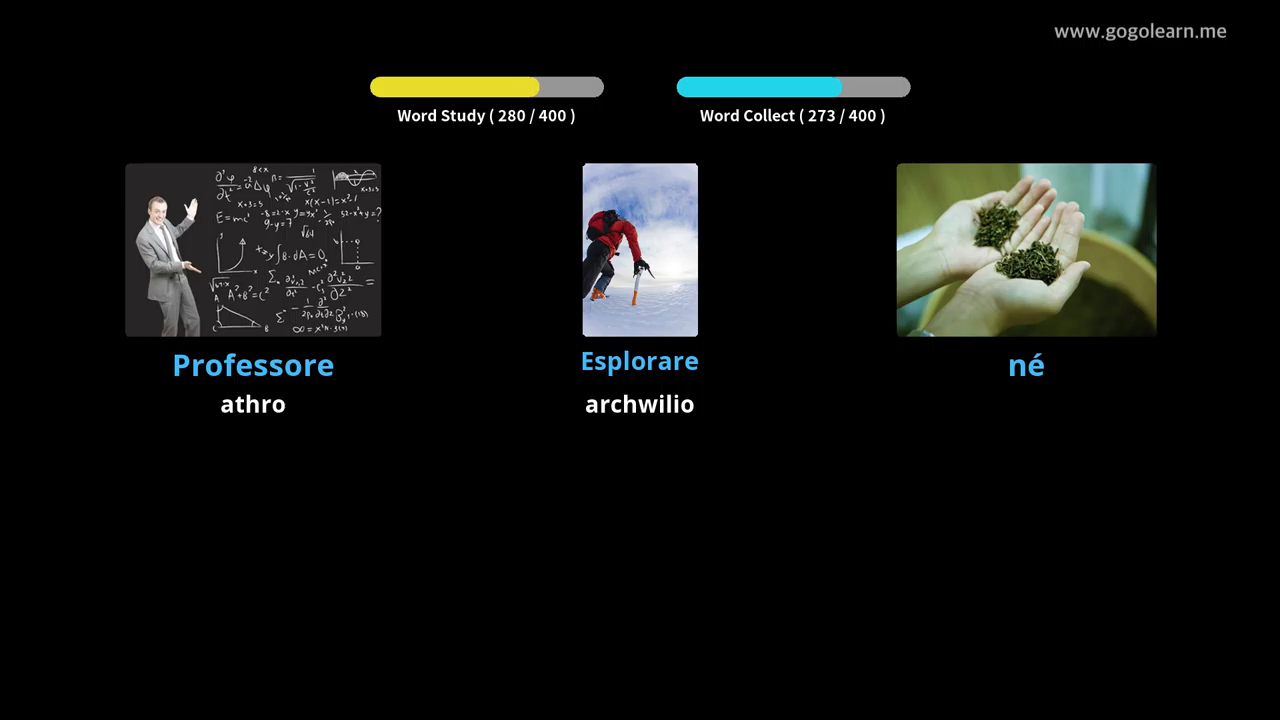 www.gogolearn.me
Word Study ( 280 / 400 )
Word Collect ( 273 / 400 )
Professore
athro
Esplorare
archwilio
né